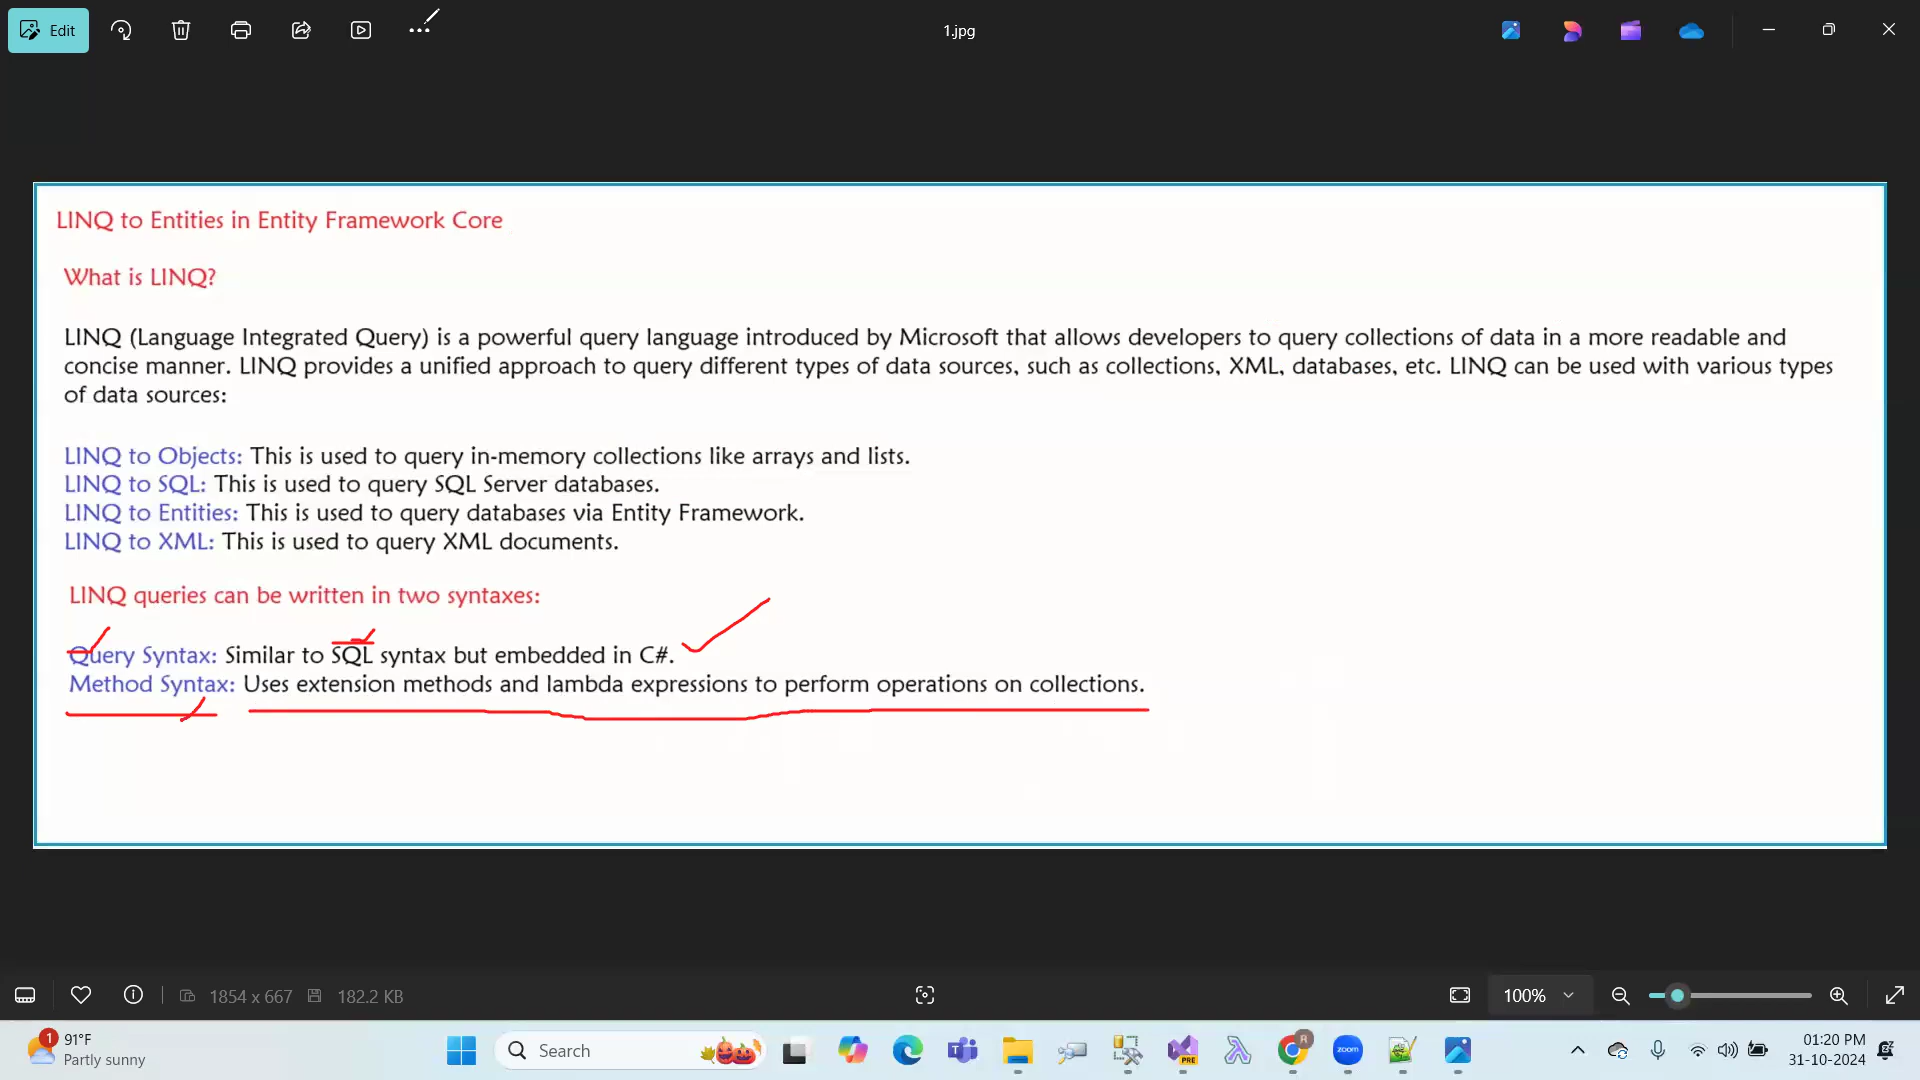 Edit
1.jpg
LINQ to Entities in Entity Framework Core
What is LINQ?
LINQ (Language Integrated Query) is a powerful query language introduced by Microsoft that allows developers to query collections of data in a more readable and
concise manner. LINQ provides a unified approach to query different types of data sources, such as collections, XML, databases, etc. LINQ can be used with various types
of data sources:
LINQ to Objects: This is used to query in-memory collections like arrays and lists.
LINQ to SQL: This is used to query SQL Server databases.
LINQ to Entities: This is used to query databases via Entity Framework.
LINQ to XML: This is used to query XML documents.
LINQ queries can be written in two syntaxes:
Query Syntax: Similar to SQL syntax but embedded in C#.
Method Syntax: Uses extension methods and lambda expressions to perform operations on collections.
1854 x 667 182.2 KB 100%
1 91°F
Partly sunny
Search
PRE
R
zoom
01:20 PM
31-10-2024